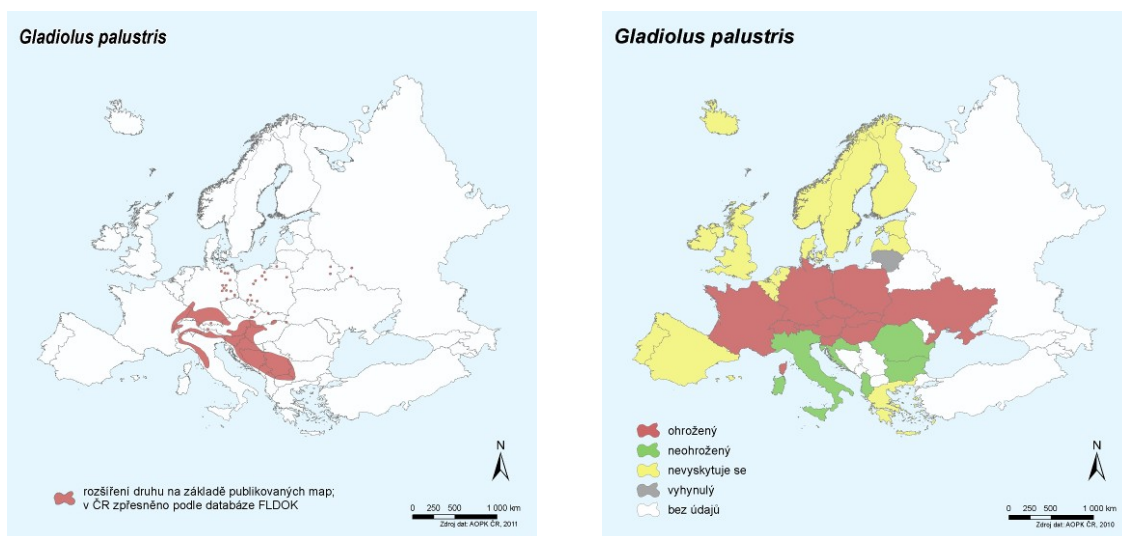 Gladiolus palustris
N
rozšíření druhu na základě publikovaných map;
v ČR zpřesněno podle databáze FLDOK
0 250 500 1 000 km
Zdroj dat: AOPK ČR, 2011
Gladiolus palustris
ohrožený
neohrožený
nevyskytuje se
vyhynulý
bez údajů
N
0 250 500 1 000 km
Zdroj dat: AOPK ČR, 2010